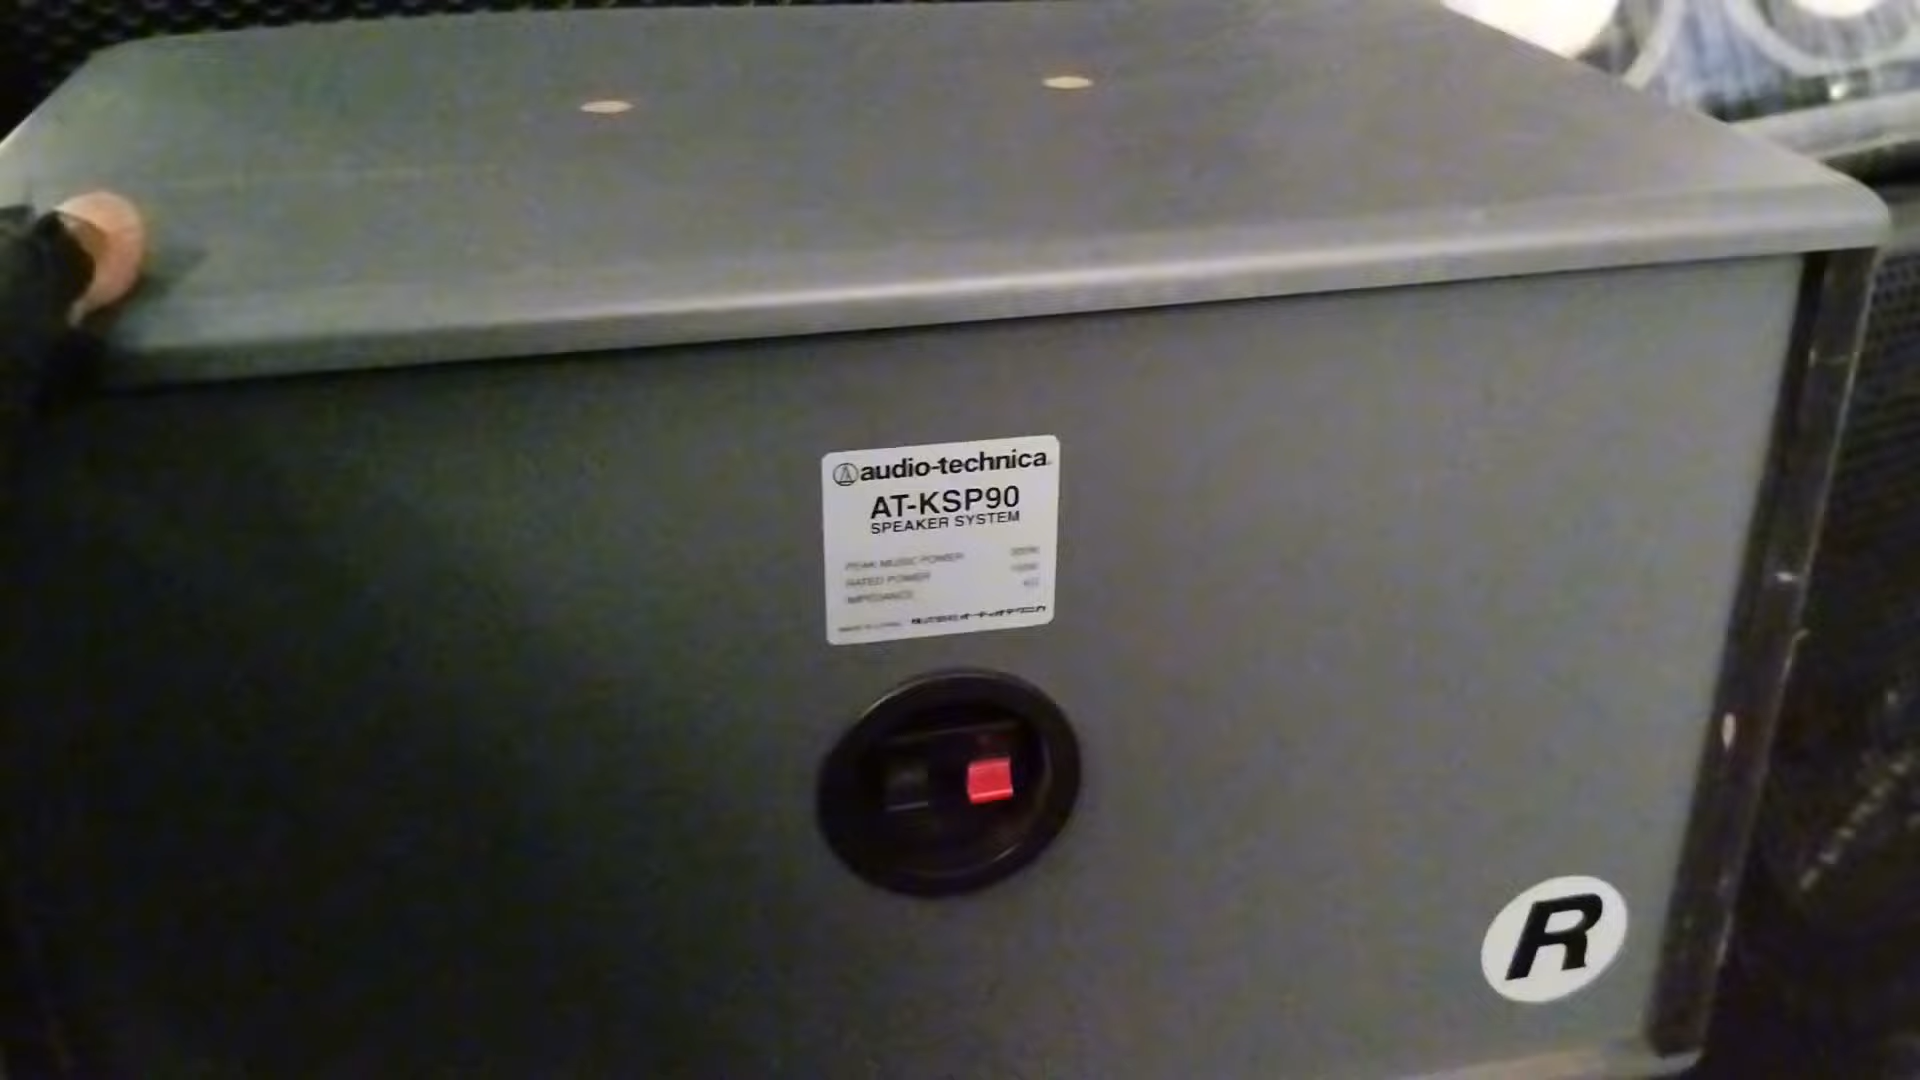 audio-technica
AT-KSP90
SPEAKER SYSTEM
PEAK MUSIC POWER
RATED POWER
IMPEDANCE
R